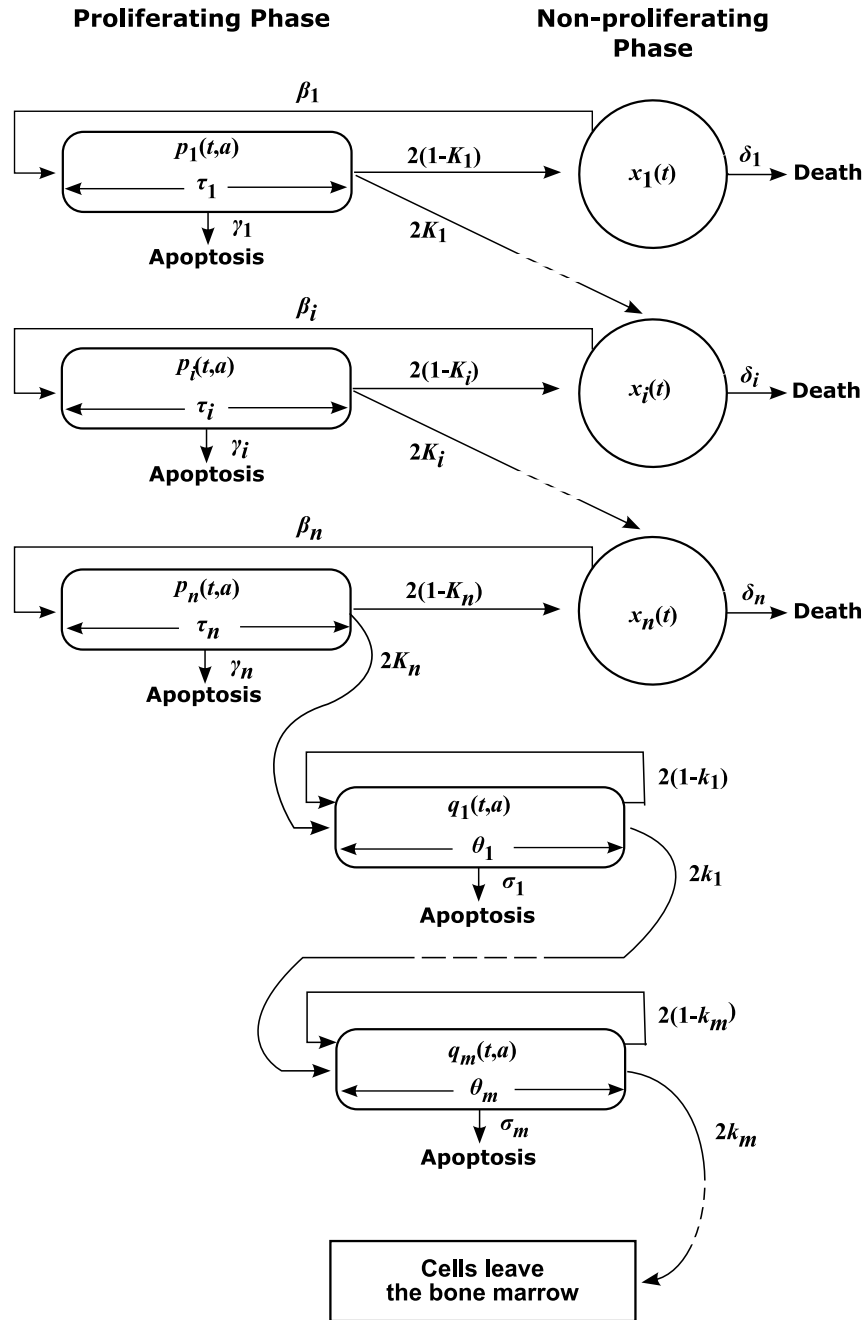 Proliferating Phase
Non-proliferating
Phase
β1
p1(t,a)
τ1
2(1-K1)
x1(t)
δ1
Death
γ1
Apoptosis
2K1
βi
pi(t,a)
τi
2(1-Ki)
xi(t)
δi
Death
γi
Apoptosis
2Ki
βn
pn(t,a)
τn
2(1-Kn)
xn(t)
δn
Death
γn
Apoptosis
2Kn
2(1-k1)
q1(t,a)
θ1
σ1
Apoptosis
2k1
2(1-km)
qm(t,a)
θm
σm
Apoptosis
2km
Cells leave
the bone marrow